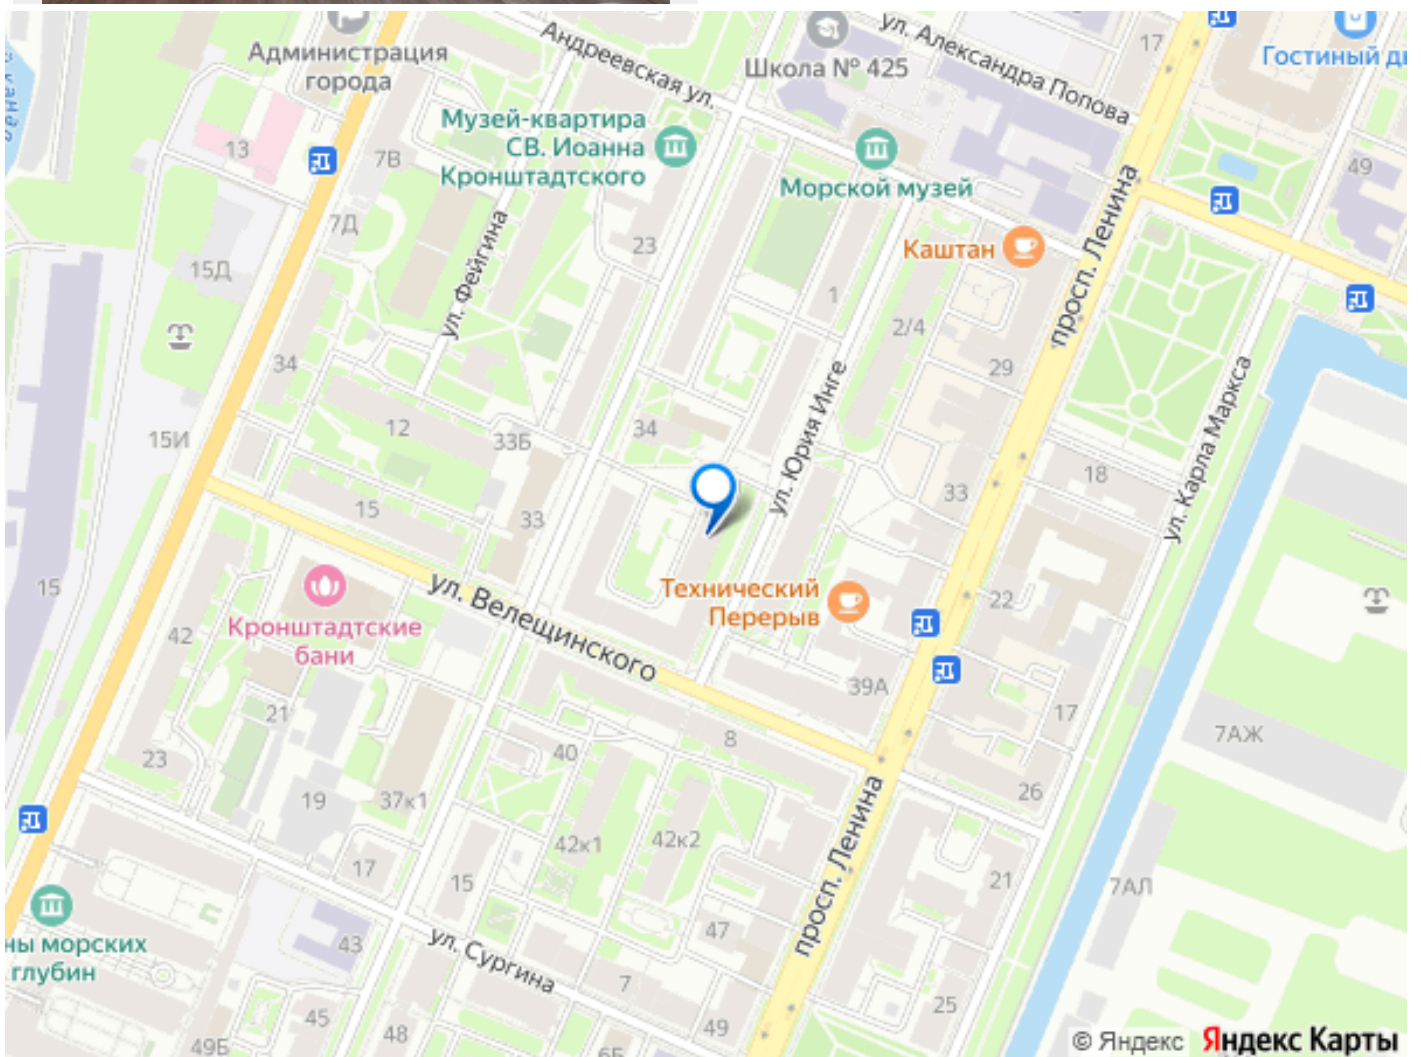 Администрация
города
Андреевская ул.
Школа № 425
ул. Александра Попова
17
Гостиный д
Музей-квартира
СВ. Иоанна
Кронштадтского
13
7В
Морской музей
49
7Д
23
Каштан
просп. Ленина
15Д
ул. Фейгина
1
2/4
34
29
ул. Юрия Инге
ул. Карла Маркса
15И
12
33Б
34
18
33
15
33
Технический
Перерыв
22
15
ул. Велещинского
Кронштадтские
бани
42
39А
21
17
7АЖ
8
40
23
26
19
37к1
просп. Ленина
42к1
42к2
17
15
21
7АЛ
47
ны морских
глубин
43
ул. Сургина
7
25
45
48
49
49Б
6Б
© Яндекс Яндекс Карты